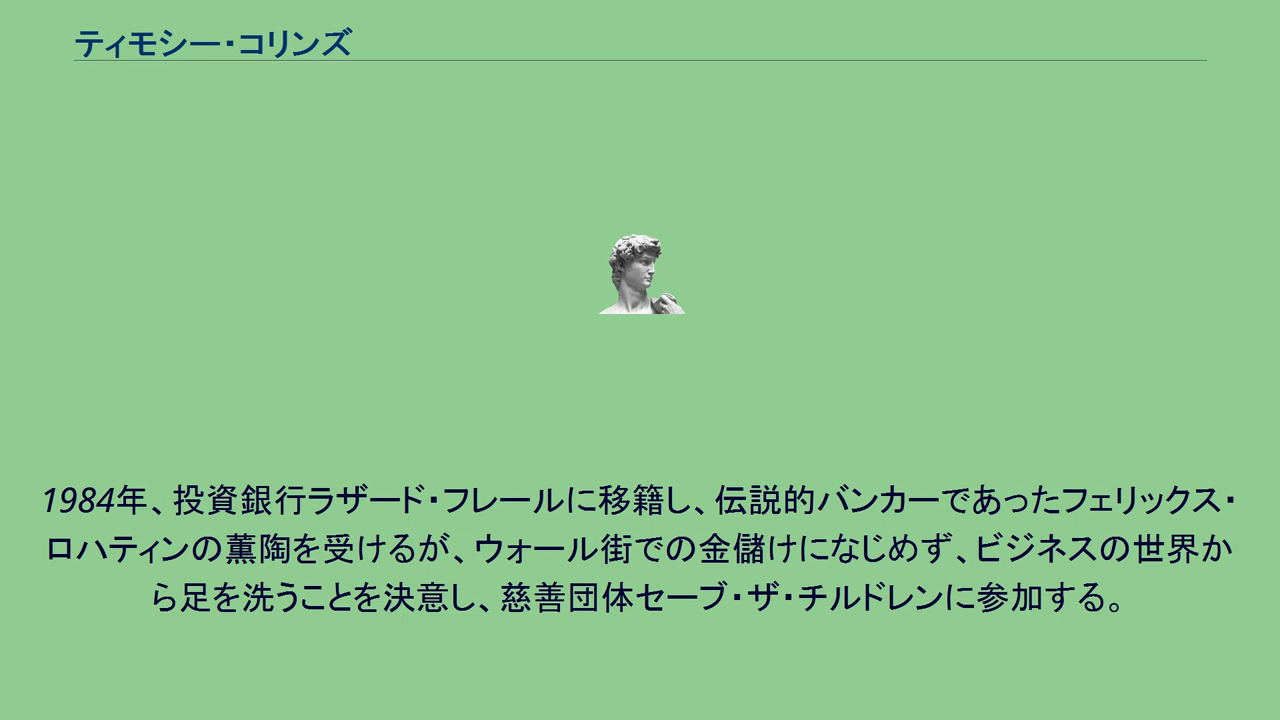 ティモシー・コリンズ
1984年、投資銀行ラザード・フレールに移籍し、伝説的バンカーであったフェリックス・
ロハティンの薫陶を受けるが、ウォール街での金儲けになじめず、ビジネスの世界か
ら足を洗うことを決意し、慈善団体セーブ・ザ・チルドレンに参加する。